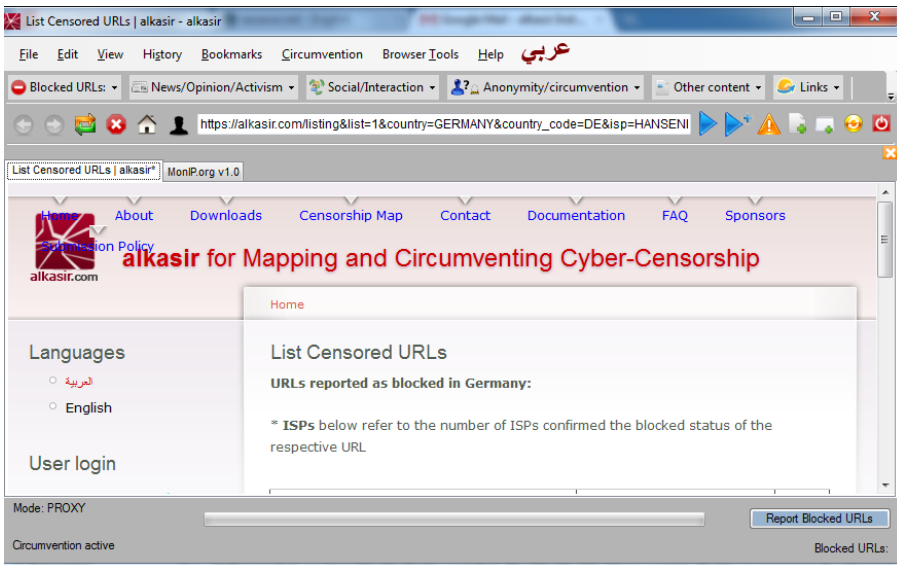 List Censored URLs | alkasir - alkasir
File Edit View History Bookmarks Circumvention Browser Tools Help عربي
Blocked URLs: News/Opinion/Activism Social/Interaction Anonymity/circumvention Other content Links
https://alkasir.com/listing&list=1&country=GERMANY&country_code=DE&isp=HANSENI
List Censored URLs | alkasir* MonIP.org v1.0
Home About Downloads Censorship Map Contact Documentation FAQ Sponsors
Submission Policy
alkasir for Mapping and Circumventing Cyber-Censorship
alkasir.com
Home
Languages
العربية
English
User login
List Censored URLs
URLs reported as blocked in Germany:
* ISPs below refer to the number of ISPs confirmed the blocked status of the
respective URL
Mode: PROXY
Report Blocked URLs
Circumvention active
Blocked URLs: